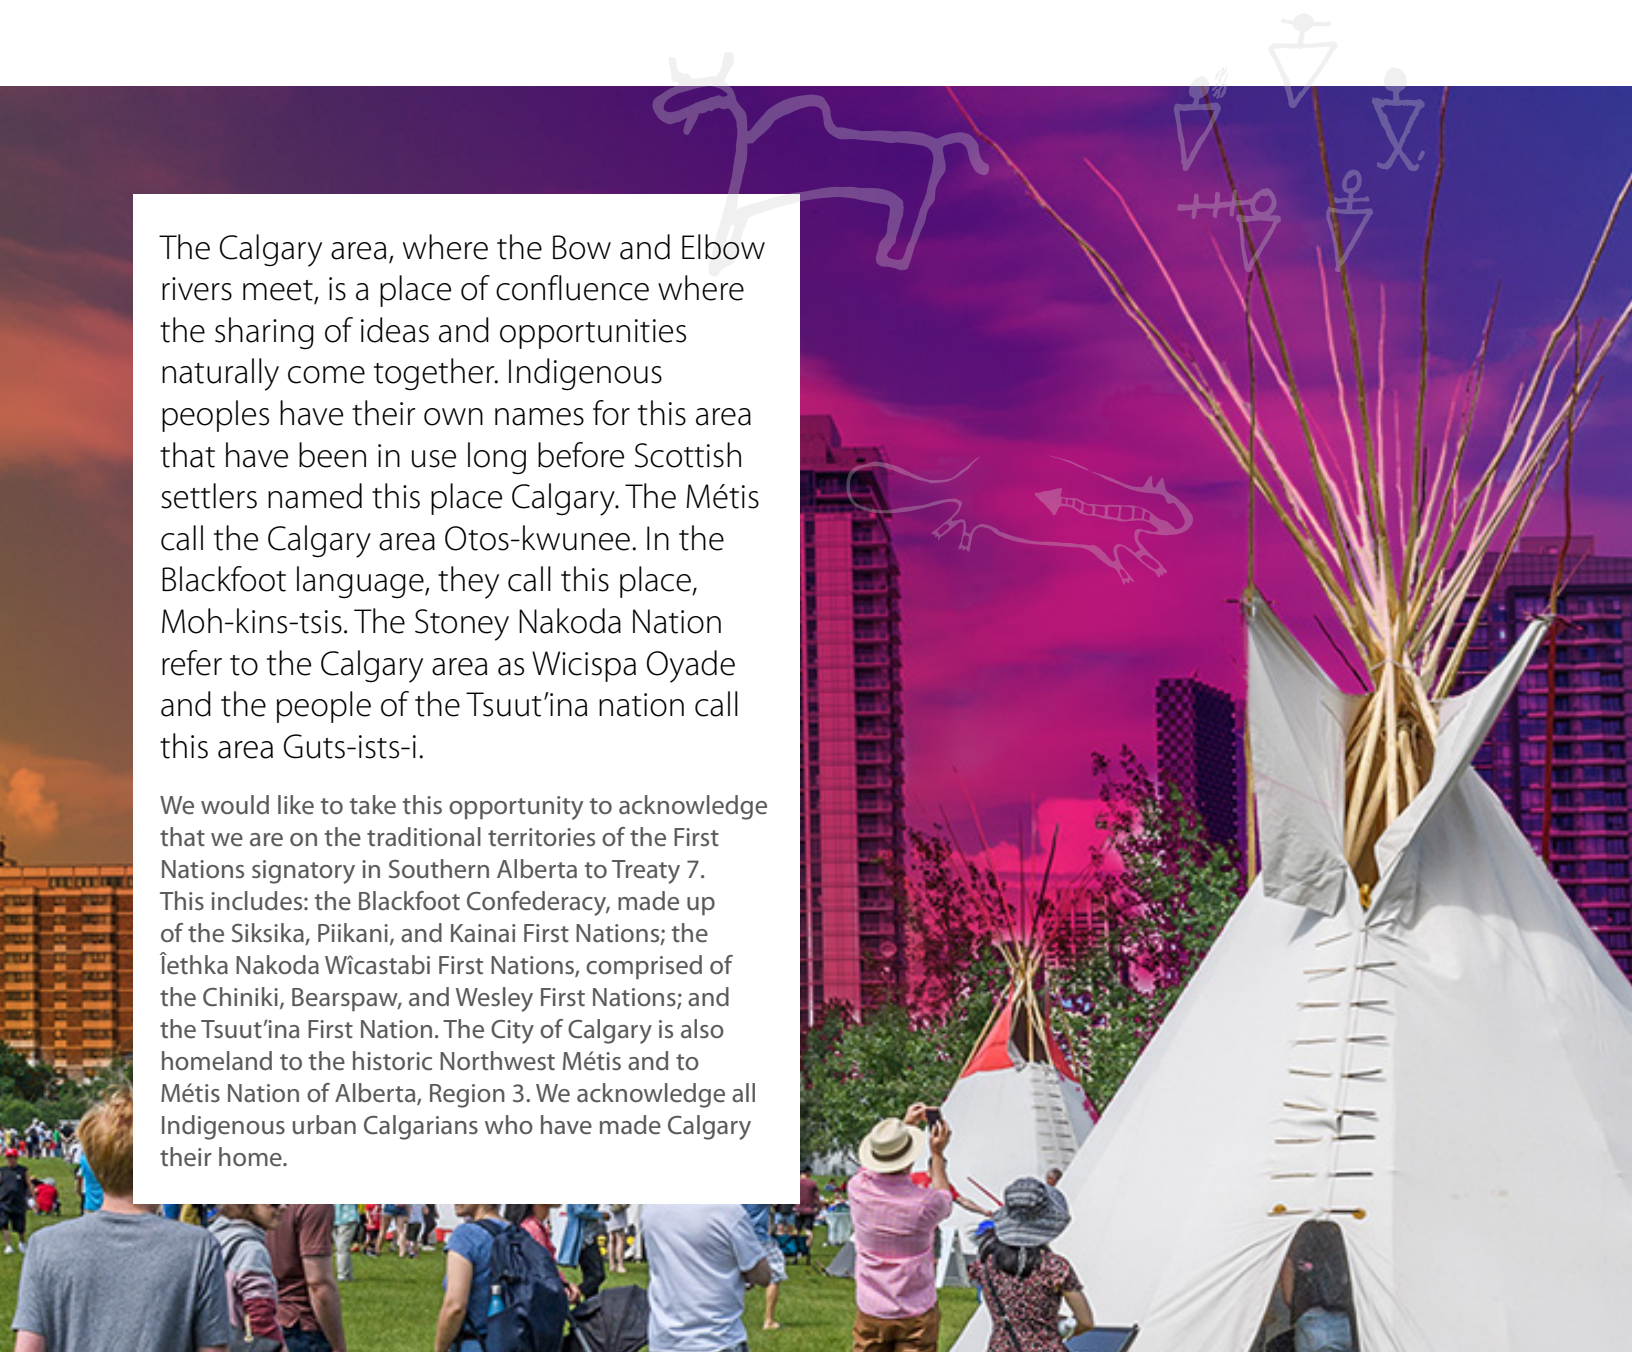 The Calgary area, where the Bow and Elbow
rivers meet, is a place of confluence where
the sharing of ideas and opportunities
naturally come together. Indigenous
peoples have their own names for this area
that have been in use long before Scottish
settlers named this place Calgary. The Métis
call the Calgary area Otos-kwunee. In the
Blackfoot language, they call this place,
Moh-kins-tsis. The Stoney Nakoda Nation
refer to the Calgary area as Wicispa Oyade
and the people of the Tsuut’ina nation call
this area Guts-ists-i.
We would like to take this opportunity to acknowledge
that we are on the traditional territories of the First
Nations signatory in Southern Alberta to Treaty 7.
This includes: the Blackfoot Confederacy, made up
of the Siksika, Piikani, and Kainai First Nations; the
Îethka Nakoda Wîcastabi First Nations, comprised of
the Chiniki, Bearspaw, and Wesley First Nations; and
the Tsuut’ina First Nation. The City of Calgary is also
homeland to the historic Northwest Métis and to
Métis Nation of Alberta, Region 3. We acknowledge all
Indigenous urban Calgarians who have made Calgary
their home.